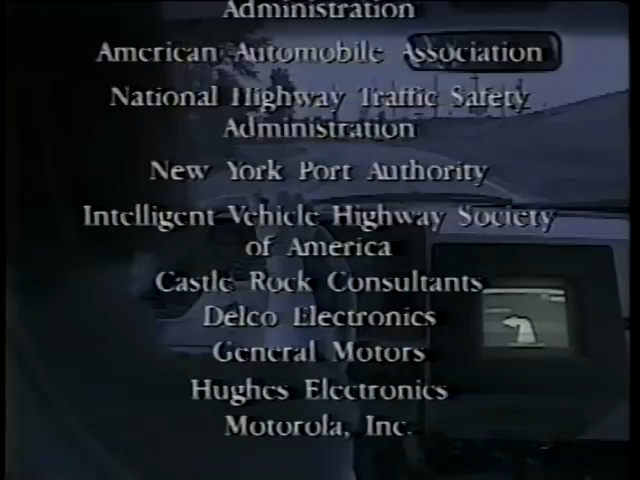 Administration
American Automobile Association
National Highway Traffic Safety
Administration
New York Port Authority
Intelligent Vehicle Highway Society
of America
Castle Rock Consultants
Delco Electronics
General Motors
Hughes Electronics
Motorola, Inc.